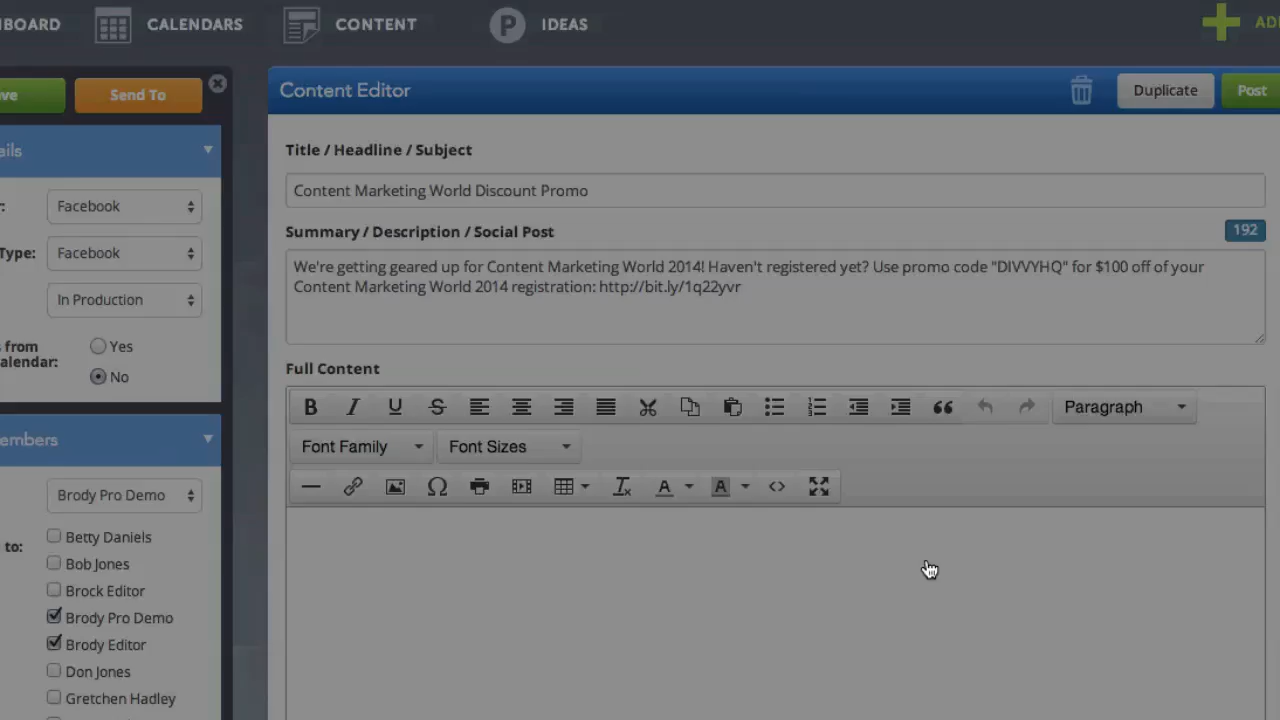 BOARD
CALENDARS
CONTENT
P
IDEAS
AD
ve
Send To
Content Editor
Duplicate
Post
ails
Title / Headline / Subject
Content Marketing World Discount Promo
r:
Facebook
Summary / Description / Social Post
192
Type:
Facebook
We're getting geared up for Content Marketing World 2014! Haven't registered yet? Use promo code "DIVVYHQ" for $100 off of your
Content Marketing World 2014 registration: http://bit.ly/1q22yvr
In Production
s from
alendar:
Yes
No
Full Content
Paragraph
Font Family
Font Sizes
embers
Brody Pro Demo
to:
Betty Daniels
Bob Jones
Brock Editor
Brody Pro Demo
Brody Editor
Don Jones
Gretchen Hadley